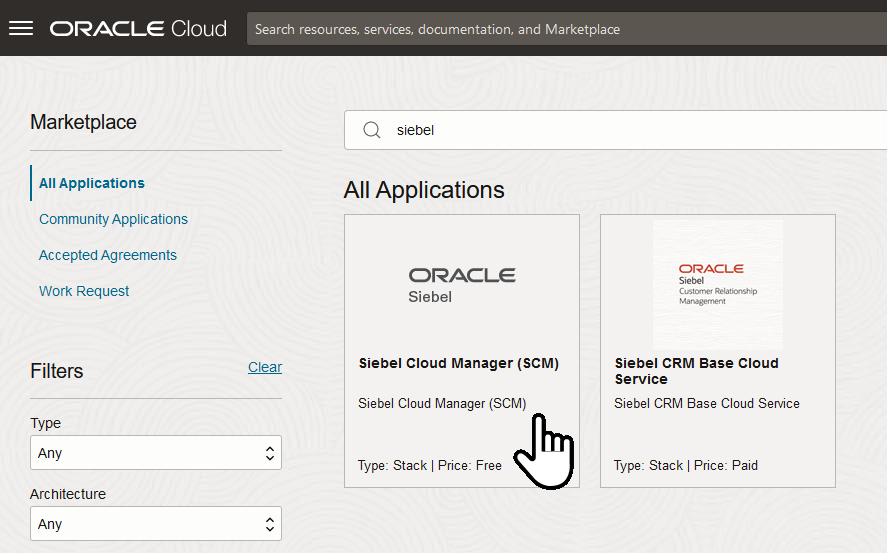 ORACLE Cloud
Search resources, services, documentation, and Marketplace
Marketplace
All Applications
Community Applications
Accepted Agreements
Work Request
Filters
Clear
Type
Any
Architecture
Any
siebel
All Applications
ORACLE
Siebel
Siebel Cloud Manager (SCM)
Siebel Cloud Manager (SCM)
Type: Stack | Price: Free
ORACLE
Siebel
Customer Relationship
Management
Siebel CRM Base Cloud
Service
Siebel CRM Base Cloud Service
Type: Stack | Price: Paid